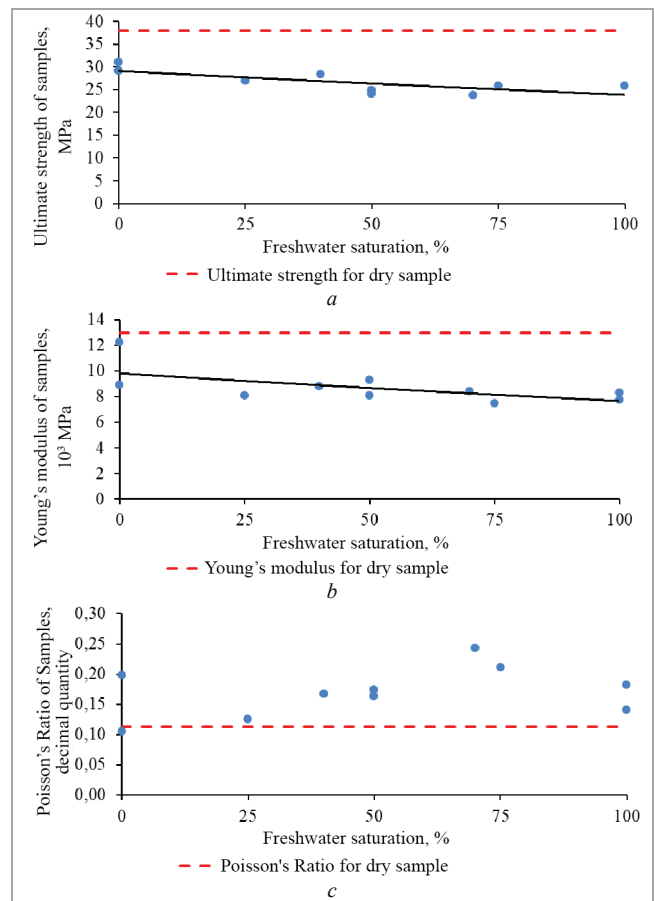 Ultimate strength of samples,
MPa
40
35
30
25
20
15
10
5
0
0 25 50 75 100
Freshwater saturation, %
Ultimate strength for dry sample
a
Young’s modulus of samples,
10³ MPa
14
12
10
8
6
4
2
0
0 25 50 75 100
Freshwater saturation, %
Young’s modulus for dry sample
b
Poisson’s Ratio of Samples,
decimal quantity
0,30
0,25
0,20
0,15
0,10
0,05
0,00
0 25 50 75 100
Freshwater saturation, %
Poisson's Ratio for dry sample
c